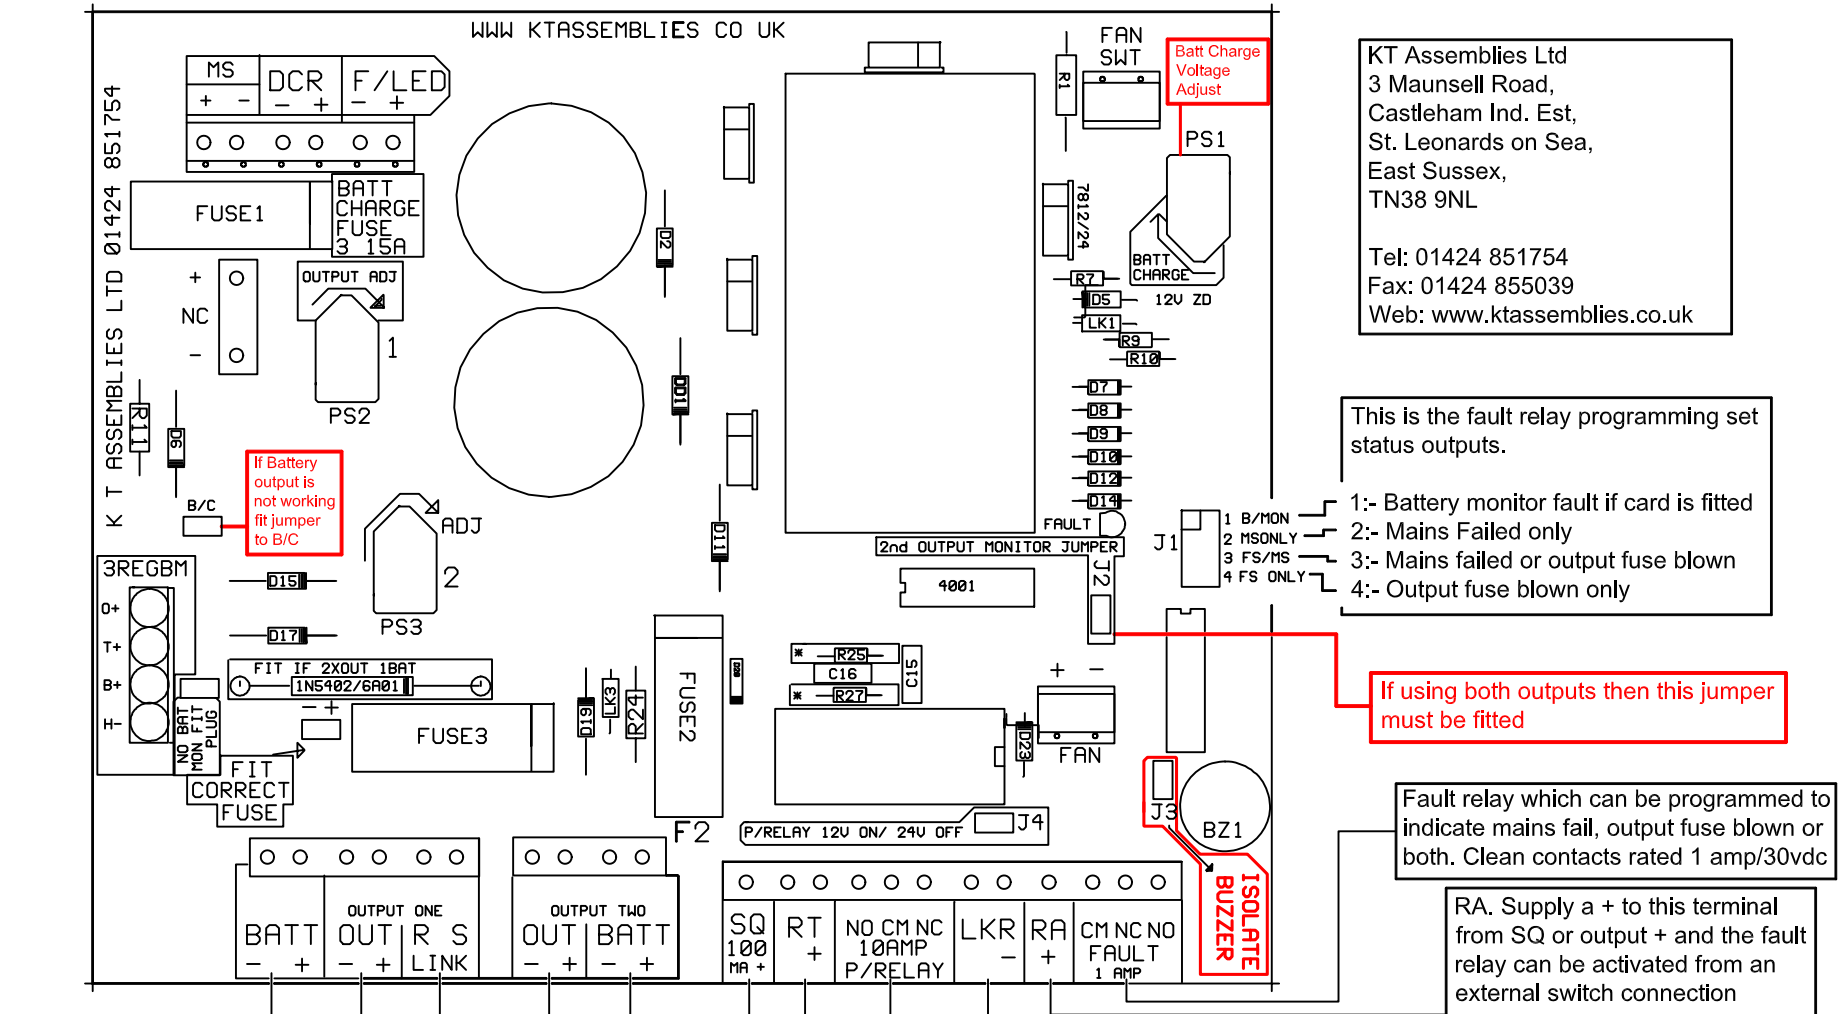 WWW KTASSEMBLIES CO UK
K T ASSEMBLIES LTD 01424 851754
MS
+ -
DCR
- +
F/LED
- +
FUSE1
BATT
CHARGE
FUSE
3 15A
+
NC
-
OUTPUT ADJ
1
PS2
R11
D6
B/C
If Battery
output is
not working
fit jumper
to B/C
ADJ
2
PS3
D2
DD1
D11
FAN
SWT
R1
Batt Charge
Voltage
Adjust
PS1
7812/24
BATT
CHARGE
12V ZD
R7
D5
LK1
R9
R10
D7
D8
D9
D10
D12
D14
FAULT
2nd OUTPUT MONITOR JUMPER
J2
4001
J1
1 B/MON
2 MSONLY
3 FS/MS
4 FS ONLY
KT Assemblies Ltd
3 Maunsell Road,
Castleham Ind. Est,
St. Leonards on Sea,
East Sussex,
TN38 9NL
Tel: 01424 851754
Fax: 01424 855039
Web: www.ktassemblies.co.uk
This is the fault relay programming set
status outputs.
1:- Battery monitor fault if card is fitted
2:- Mains Failed only
3:- Mains failed or output fuse blown
4:- Output fuse blown only
3REGBM
O+
T+
B+
H-
D15
D17
FIT IF 2XOUT 1BAT
1N5402/6A01
NO BAT
MON FIT
PLUG
- +
FIT
CORRECT
FUSE
FUSE3
D19
LK3
R24
FUSE2
F2
D20
* R25
C16
C15
* R27
+ -
FAN
D23
P/RELAY 12V ON/ 24V OFF
J4
J3
BZ1
ISOLATE
BUZZER
If using both outputs then this jumper
must be fitted
Fault relay which can be programmed to
indicate mains fail, output fuse blown or
both. Clean contacts rated 1 amp/30vdc
RA. Supply a + to this terminal
from SQ or output + and the fault
relay can be activated from an
external switch connection
BATT
- +
OUTPUT ONE
OUT
- +
R S
LINK
OUTPUT TWO
OUT
- +
BATT
- +
SQ
100
MA +
RT
+
NO CM NC
10AMP
P/RELAY
LKR
-
RA
+
CM NC NO
FAULT
1 AMP